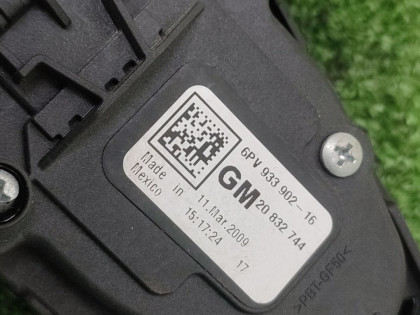 6PV 933 902-16
GM 20 832 744
Made in
Mexico
11.Mar.2009
15:17:24
17
>PBT-GF50<